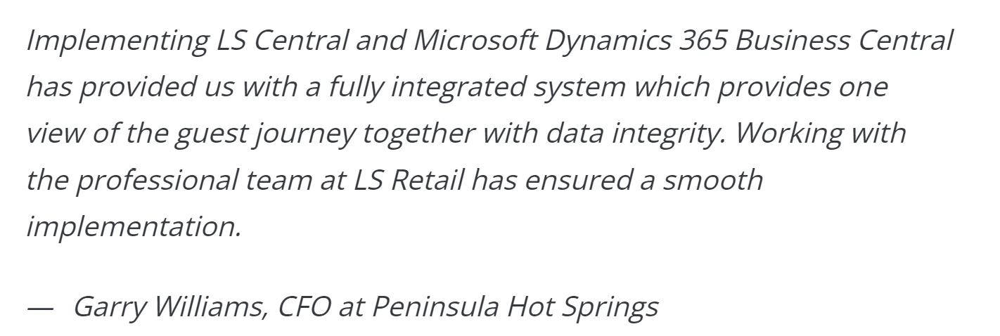 Implementing LS Central and Microsoft Dynamics 365 Business Central
has provided us with a fully integrated system which provides one
view of the guest journey together with data integrity. Working with
the professional team at LS Retail has ensured a smooth
implementation.
— Garry Williams, CFO at Peninsula Hot Springs